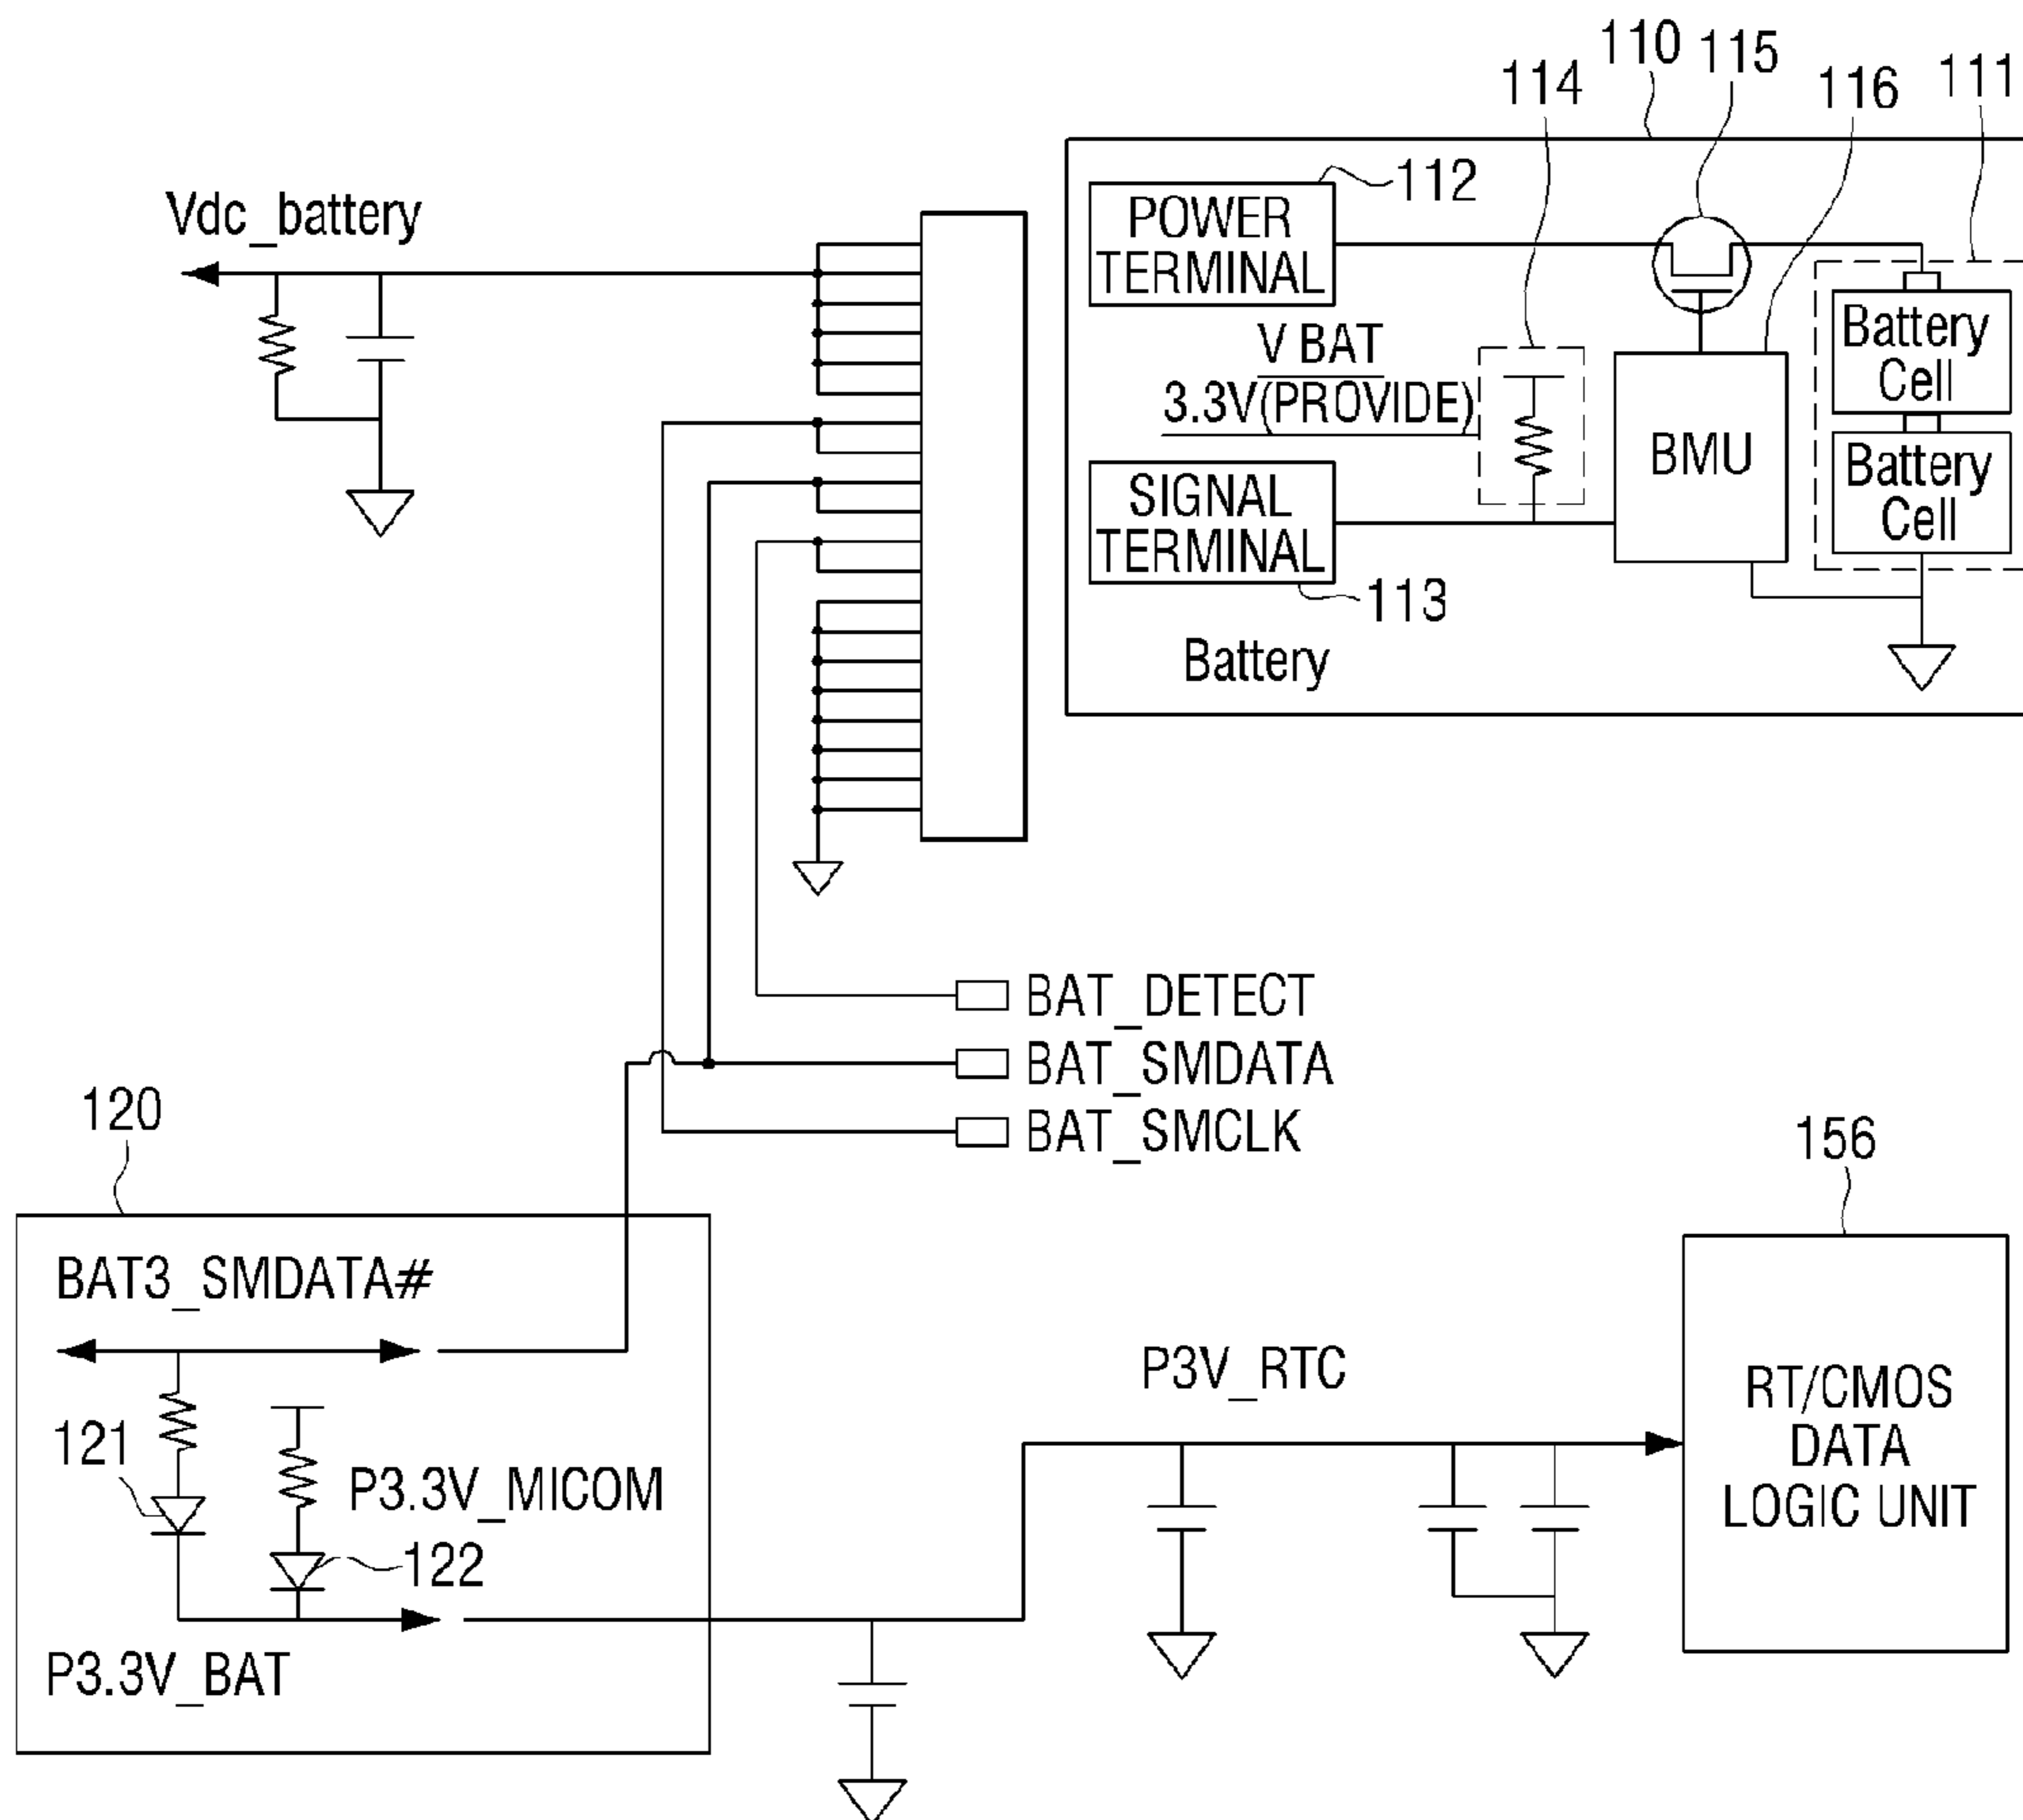 110
115
114
116
111
112
POWER
TERMINAL
Vdc_battery
Battery
Cell
V BAT
3.3V(PROVIDE)
BMU
Battery
Cell
SIGNAL
TERMINAL
113
Battery
BAT_DETECT
BAT_SMDATA
BAT_SMCLK
120
156
BAT3_SMDATA#
P3V_RTC
RT/CMOS
DATA
LOGIC UNIT
121
P3.3V_MICOM
122
P3.3V_BAT